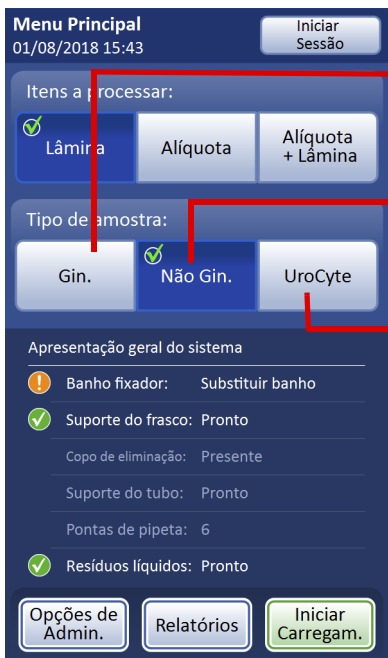 Menu Principal
01/08/2018 15:43
Iniciar
Sessão
Itens a processar:
Lâmina
Alíquota
Alíquota
+ Lâmina
Tipo de amostra:
Gin.
Não Gin.
UroCyte
Apresentação geral do sistema
Banho fixador: Substituir banho
Suporte do frasco: Pronto
Copo de eliminação: Presente
Suporte do tubo: Pronto
Pontas de pipeta: 6
Resíduos líquidos: Pronto
Opções de
Admin.
Relatórios
Iniciar
Carregam.